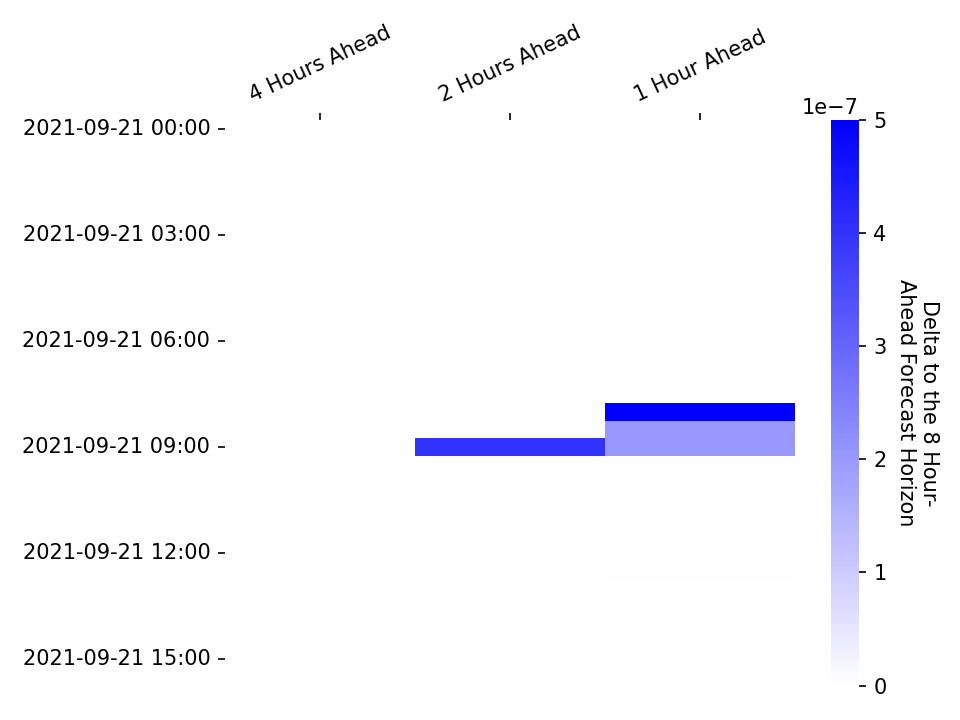 4 Hours Ahead
2 Hours Ahead
1 Hour Ahead
1e−7
2021-09-21 00:00
2021-09-21 03:00
2021-09-21 06:00
2021-09-21 09:00
2021-09-21 12:00
2021-09-21 15:00
5
4
3
2
1
0
Delta to the 8 Hour-
Ahead Forecast Horizon